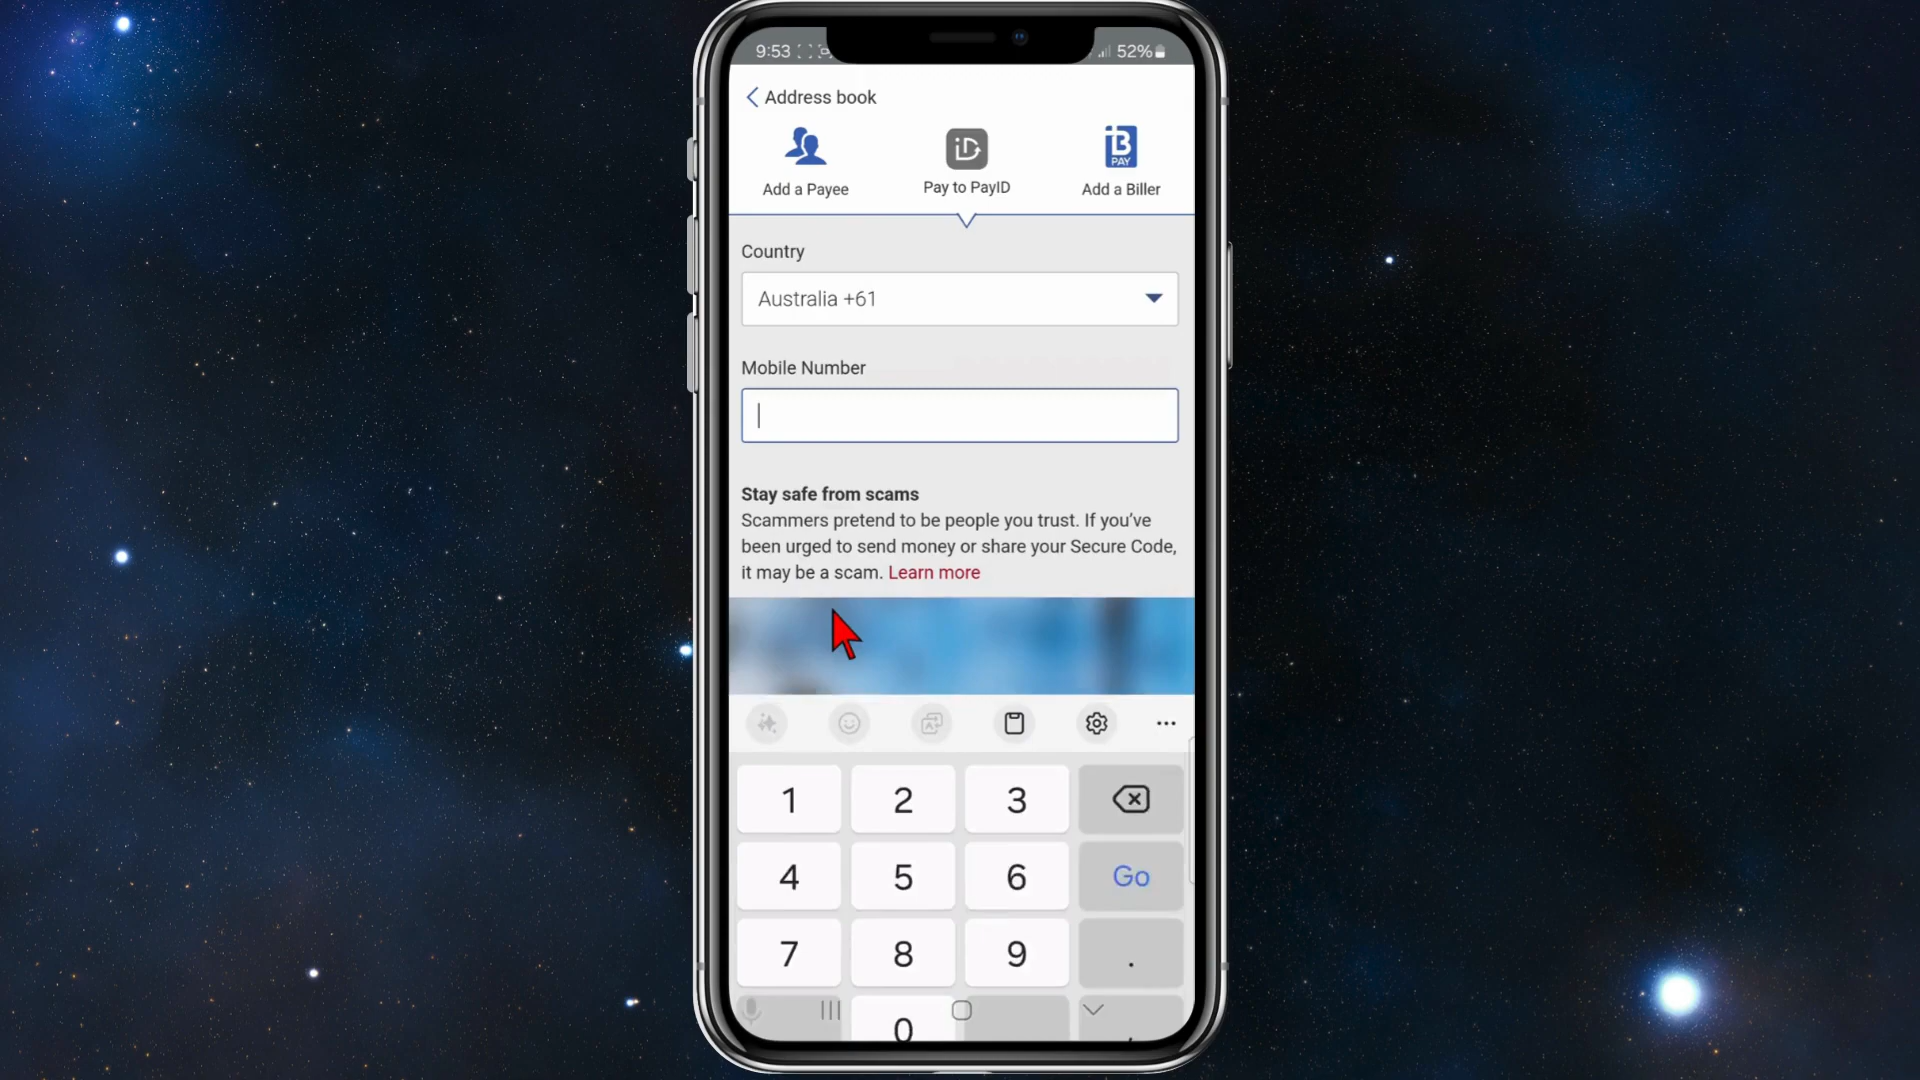 9:53
52%
Address book
iD
B
PAY
Add a Payee
Pay to PayID
Add a Biller
Country
Australia +61
Mobile Number
Stay safe from scams
Scammers pretend to be people you trust. If you've
been urged to send money or share your Secure Code,
it may be a scam. Learn more
1 2 3
4 5 6 Go
7 8 9 .
0 ,